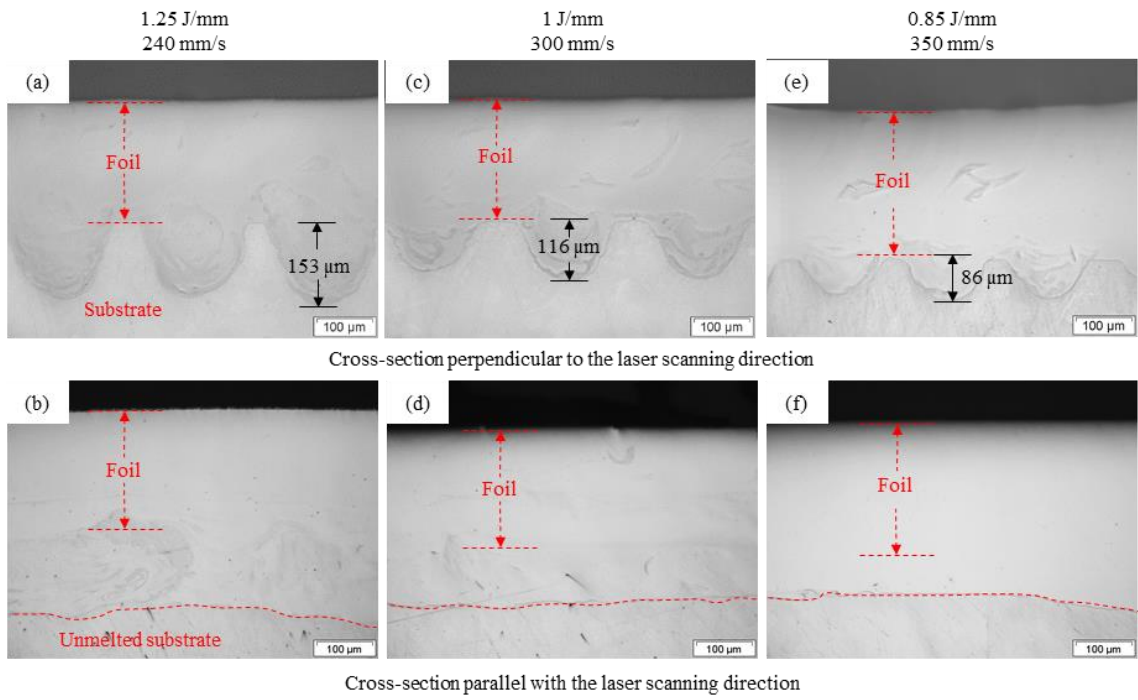 1.25 J/mm
240 mm/s
1 J/mm
300 mm/s
0.85 J/mm
350 mm/s
(a)
Foil
153 μm
Substrate
100 μm
(c)
Foil
116 μm
100 μm
(e)
Foil
86 μm
100 μm
Cross-section perpendicular to the laser scanning direction
(b)
Foil
Unmelted substrate
100 μm
(d)
Foil
100 μm
(f)
Foil
100 μm
Cross-section parallel with the laser scanning direction